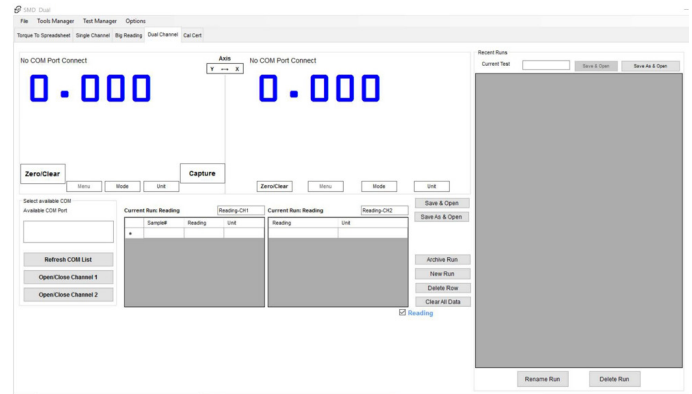 SMD Dual
File Tools Manager Test Manager Options
Torque To Spreadsheet Single Channel Big Reading Dual Channel Cal Cert
No COM Port Connect
0.000
Zero/Clear
Menu Mode Unit
Capture
Axis
Y ⟷ X
No COM Port Connect
0.000
Zero/Clear Menu Mode Unit
Select available COM
Available COM Port
Refresh COM List
Open/Close Channel 1
Open/Close Channel 2
Current Run: Reading Reading-CH1
Sample# Reading Unit
Current Run: Reading Reading-CH2
Reading Unit
Save & Open
Save As & Open
Archive Run
New Run
Delete Row
Clear All Data
Reading
Recent Runs
Current Test Save & Open Save As & Open
Rename Run Delete Run